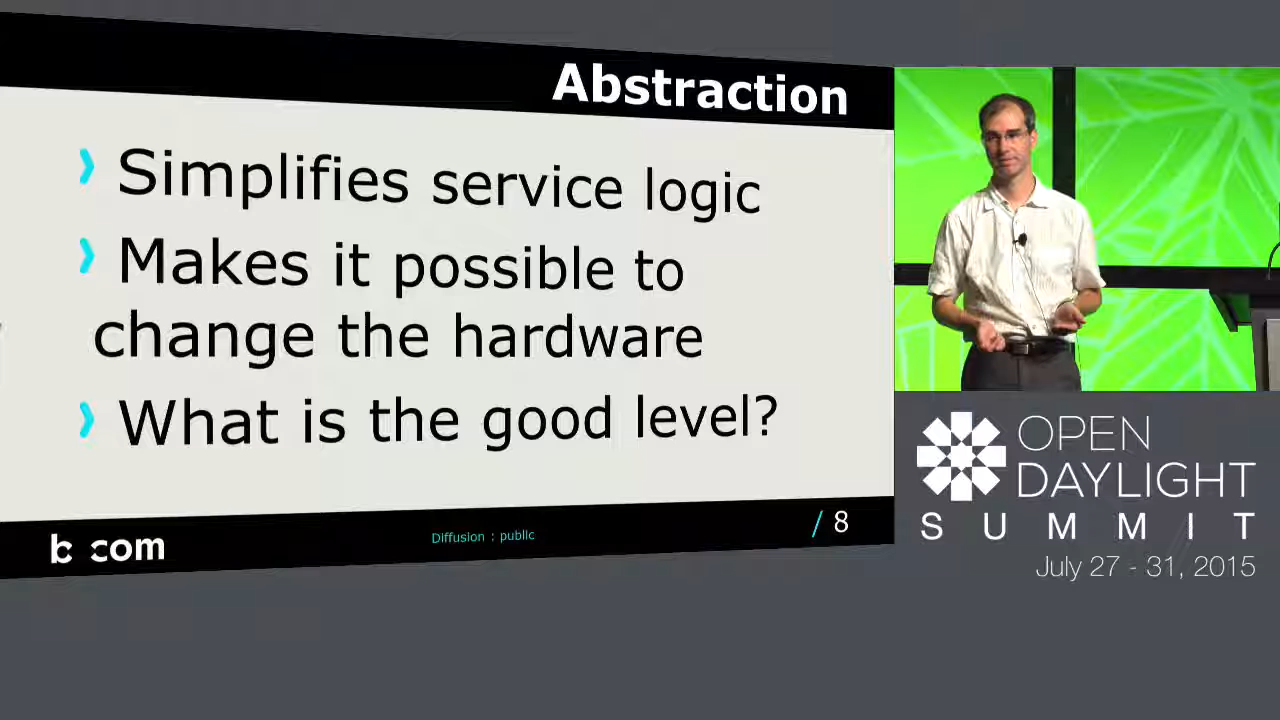 Abstraction
Simplifies service logic
Makes it possible to
change the hardware
What is the good level?
b com
Diffusion : public
/ 8
OPEN
DAYLIGHT
SUMMIT
July 27 - 31, 2015